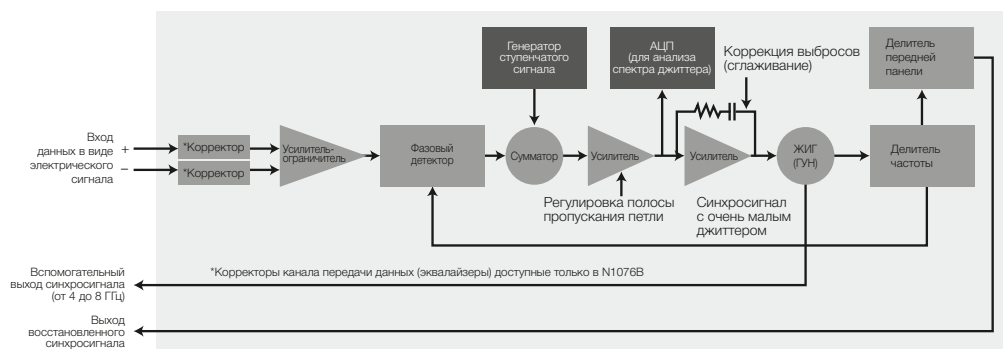 Генератор
ступенчатого
сигнала
АЦП
(для анализа
спектра джиттера)
Коррекция выбросов
(сглаживание)
Делитель
передней
панели
Вход
данных в виде
электрического
сигнала
+
–
*Корректор
*Корректор
Усилитель-
ограничитель
Фазовый
детектор
Сумматор
Усилитель
Усилитель
ЖИГ
(ГУН)
Делитель
частоты
Регулировка полосы
пропускания петли
Синхросигнал
с очень малым
джиттером
Вспомогательный
выход синхросигнала
(от 4 до 8 ГГц)
*Корректоры канала передачи данных (эквалайзеры) доступные только в N1076B
Выход
восстановленного
синхросигнала